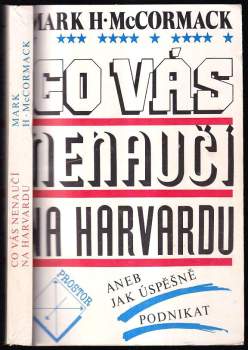 MARK H·McCORMACK
CO VÁS
NENAUČÍ
NA HARVARDU
ANEB
JAK ÚSPĚŠNĚ
PODNIKAT
PROSTOR
MARK
H·McCORMACK
CO VÁS NENAUČÍ
NA HARVARDU